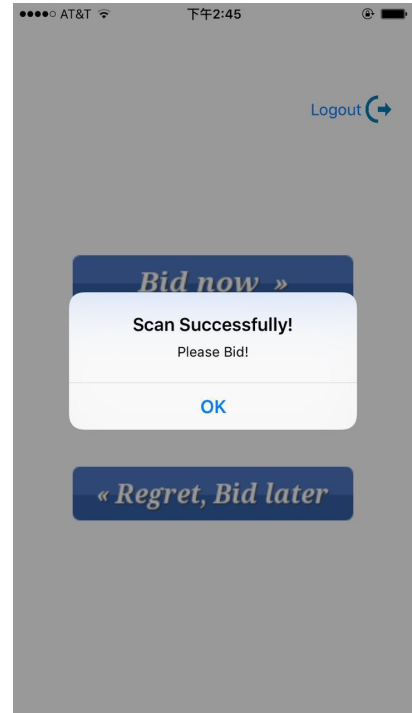 AT&T 下午2:45
Logout
Bid now »
Scan Successfully!
Please Bid!
OK
« Regret, Bid later